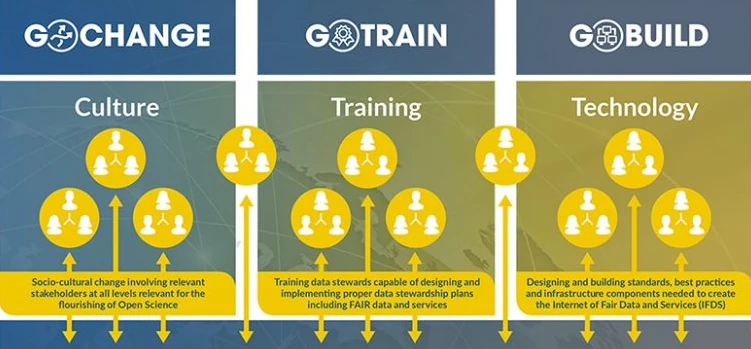 GO CHANGE
GO TRAIN
GO BUILD
Culture
Training
Technology
Socio-cultural change involving relevant
stakeholders at all levels relevant for the
flourishing of Open Science
Training data stewards capable of designing and
implementing proper data stewardship plans
including FAIR data and services
Designing and building standards, best practices
and infrastructure components needed to create
the Internet of Fair Data and Services (IFDS)